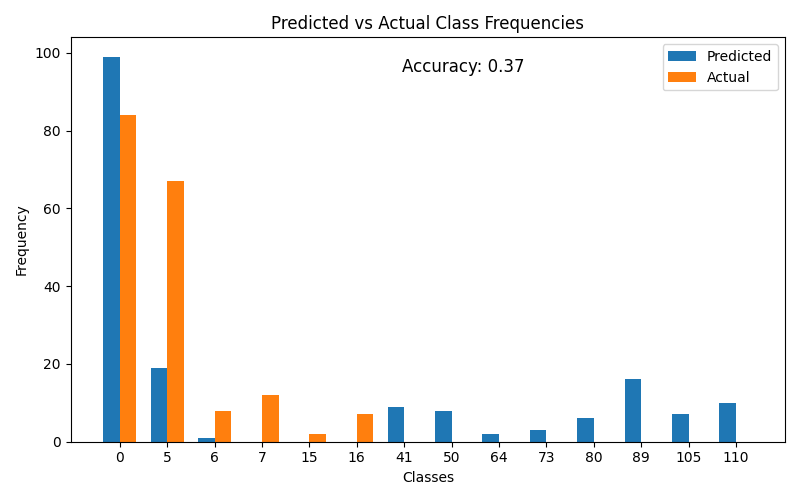 Predicted vs Actual Class Frequencies
Accuracy: 0.37
Predicted
Actual
Frequency
100
80
60
40
20
0
0 5 6 7 15 16 41 50 64 73 80 89 105 110
Classes